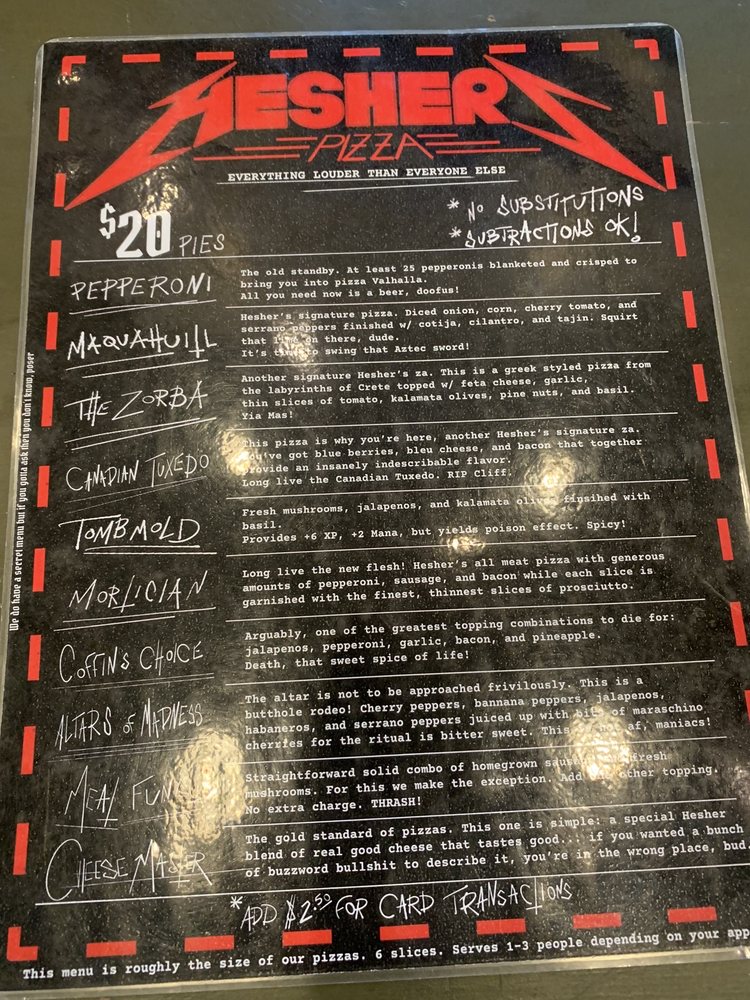 HESHERS
PIZZA
EVERYTHING LOUDER THAN EVERYONE ELSE
$20 PIES
* NO SUBSTITUTIONS
* SUBTRACTIONS OK!
PEPPERONI
The old standby. At least 25 pepperonis blanketed and crisped to
bring you into pizza Valhalla.
All you need now is a beer, doofus!
MAQUAHUITL
Hesher's signature pizza. Diced onion, corn, cherry tomato, and
serrano peppers finished w/ cotija, cilantro, and tajin. Squirt
that on there, dude.
It's time to swing that Aztec sword!
THE ZORBA
Another signature Hesher's za. This is a greek styled pizza from
the labyrinths of Crete topped w/ feta cheese, garlic,
thin slices of tomato, kalamata olives, pine nuts, and basil.
Yia Mas!
CANADIAN TUXEDO
This pizza is why you're here, another Hesher's signature za.
You've got blue berries, bleu cheese, and bacon that together
provide an insanely indescribable flavor.
Long live the Canadian Tuxedo. RIP Cliff.
TOMB MOLD
Fresh mushrooms, jalapenos, and kalamata olives finsihed with
basil.
Provides +6 XP, +2 Mana, but yields poison effect. Spicy!
MORTICIAN
Long live the new flesh! Hesher's all meat pizza with generous
amounts of pepperoni, sausage, and bacon while each slice is
garnished with the finest, thinnest slices of prosciutto.
COFFIN'S CHOICE
Arguably, one of the greatest topping combinations to die for:
jalapenos, pepperoni, garlic, bacon, and pineapple.
Death, that sweet spice of life!
ALTARS of MADNESS
The altar is not to be approached frivilously. This is a
butthole rodeo! Cherry peppers, bannana peppers, jalapenos,
habaneros, and serrano peppers juiced up with bits of maraschino
cherries for the ritual is bitter sweet. This af, maniacs!
MEAT
Straightforward solid combo of homegrown fresh
mushrooms. For this we make the exception. Add other topping.
No extra charge. THRASH!
CHEESE MASTER
The gold standard of pizzas. This one is simple: a special Hesher
blend of real good cheese that tastes good... if you wanted a bunch
of buzzword bullshit to describe it, you're in the wrong place, bud.
*ADD $2.50 FOR CARD TRANSACTIONS
This menu is roughly the size of our pizzas. 6 slices. Serves 1-3 people depending on your app
We do have a secret menu but if you gotta ask then you don't know, poser